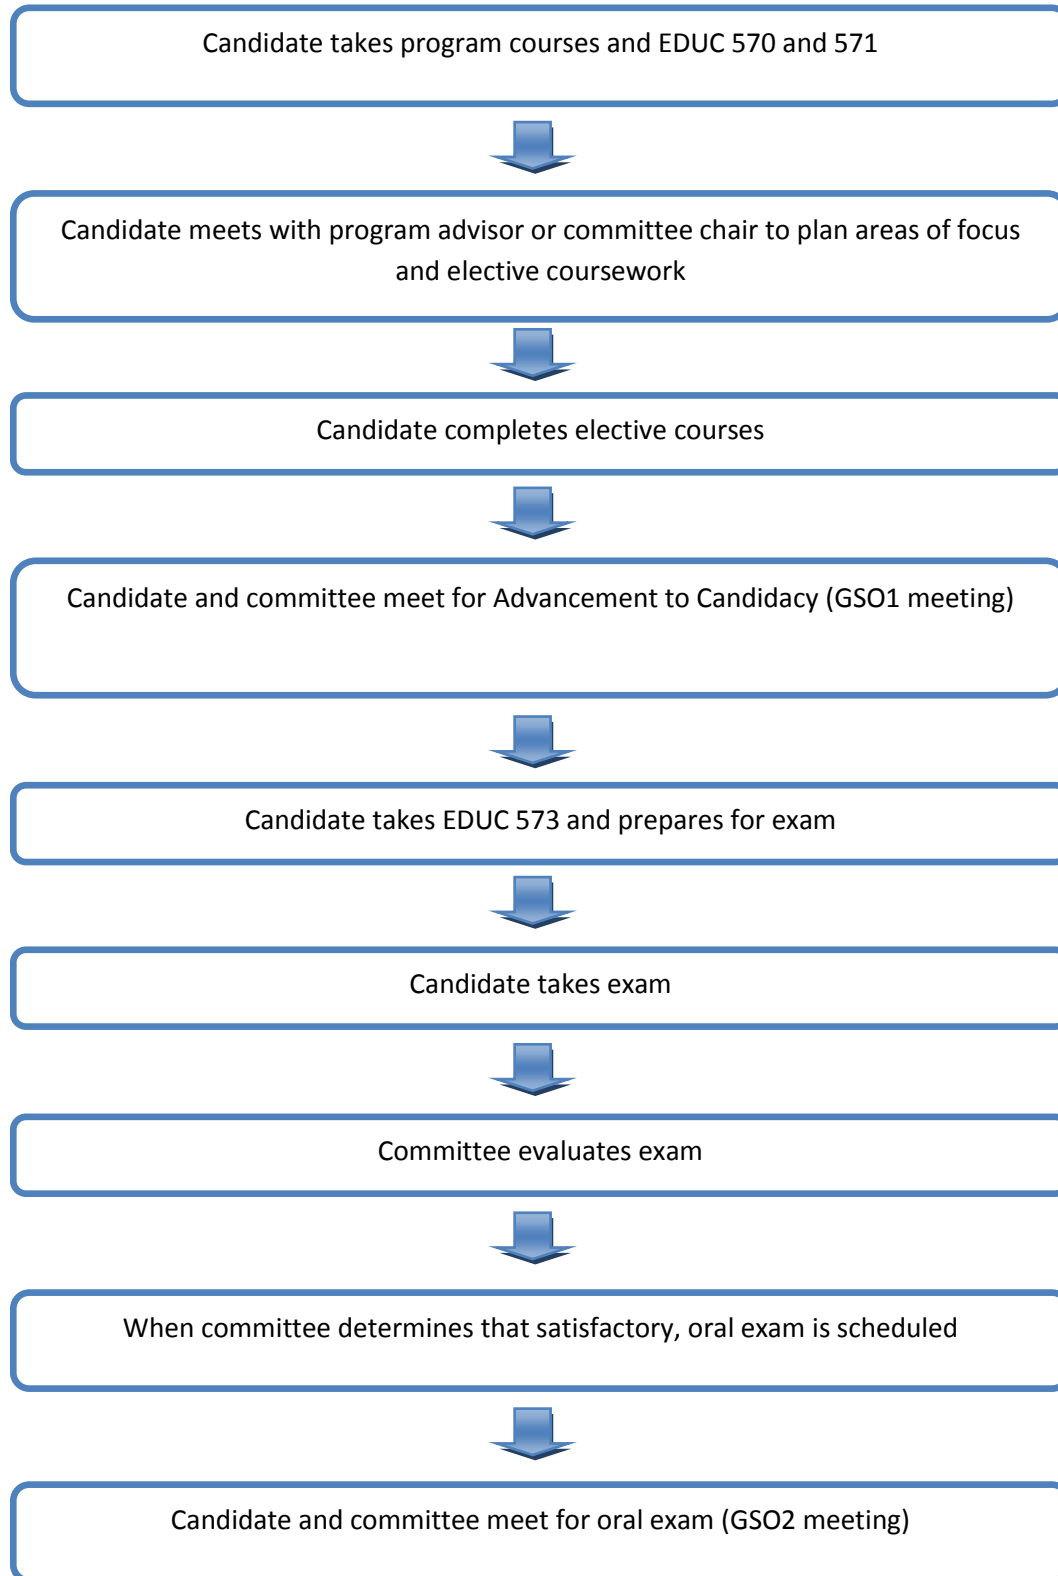 Candidate takes program courses and EDUC 570 and 571
Candidate meets with program advisor or committee chair to plan areas of focus
and elective coursework
Candidate completes elective courses
Candidate and committee meet for Advancement to Candidacy (GSO1 meeting)
Candidate takes EDUC 573 and prepares for exam
Candidate takes exam
Committee evaluates exam
When committee determines that satisfactory, oral exam is scheduled
Candidate and committee meet for oral exam (GSO2 meeting)